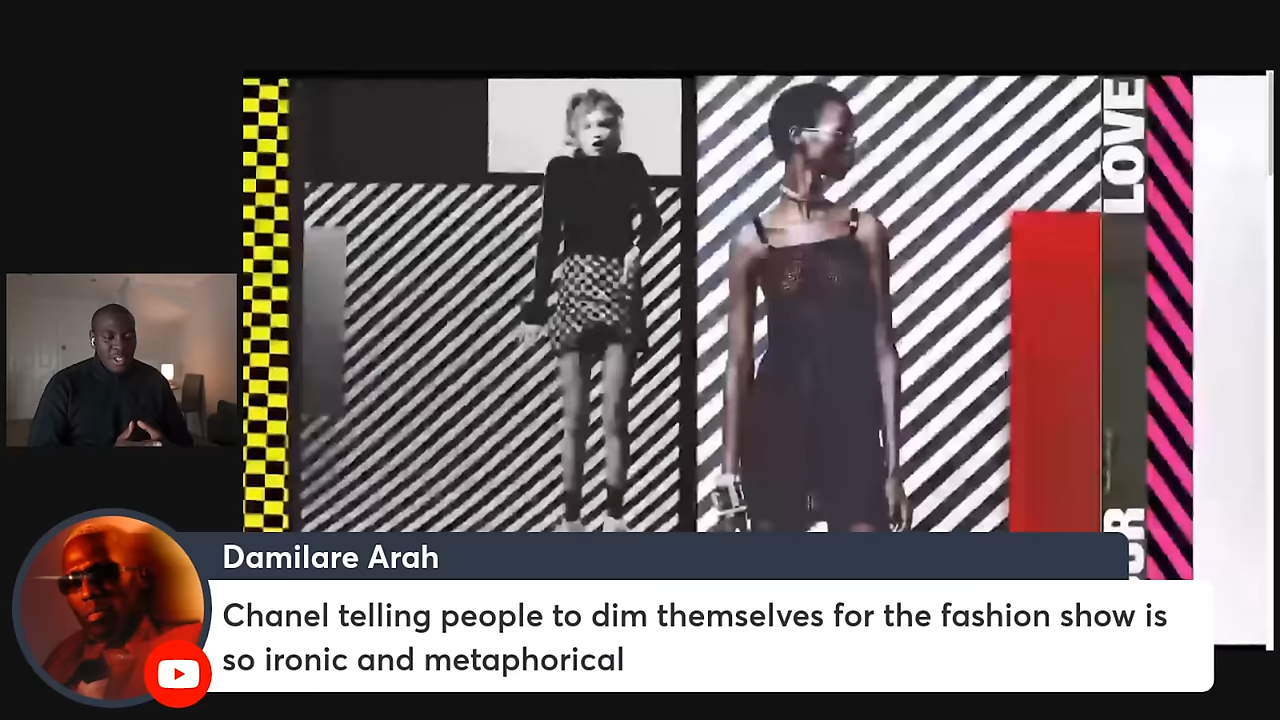 LOVE
Damilare Arah
Chanel telling people to dim themselves for the fashion show is
so ironic and metaphorical